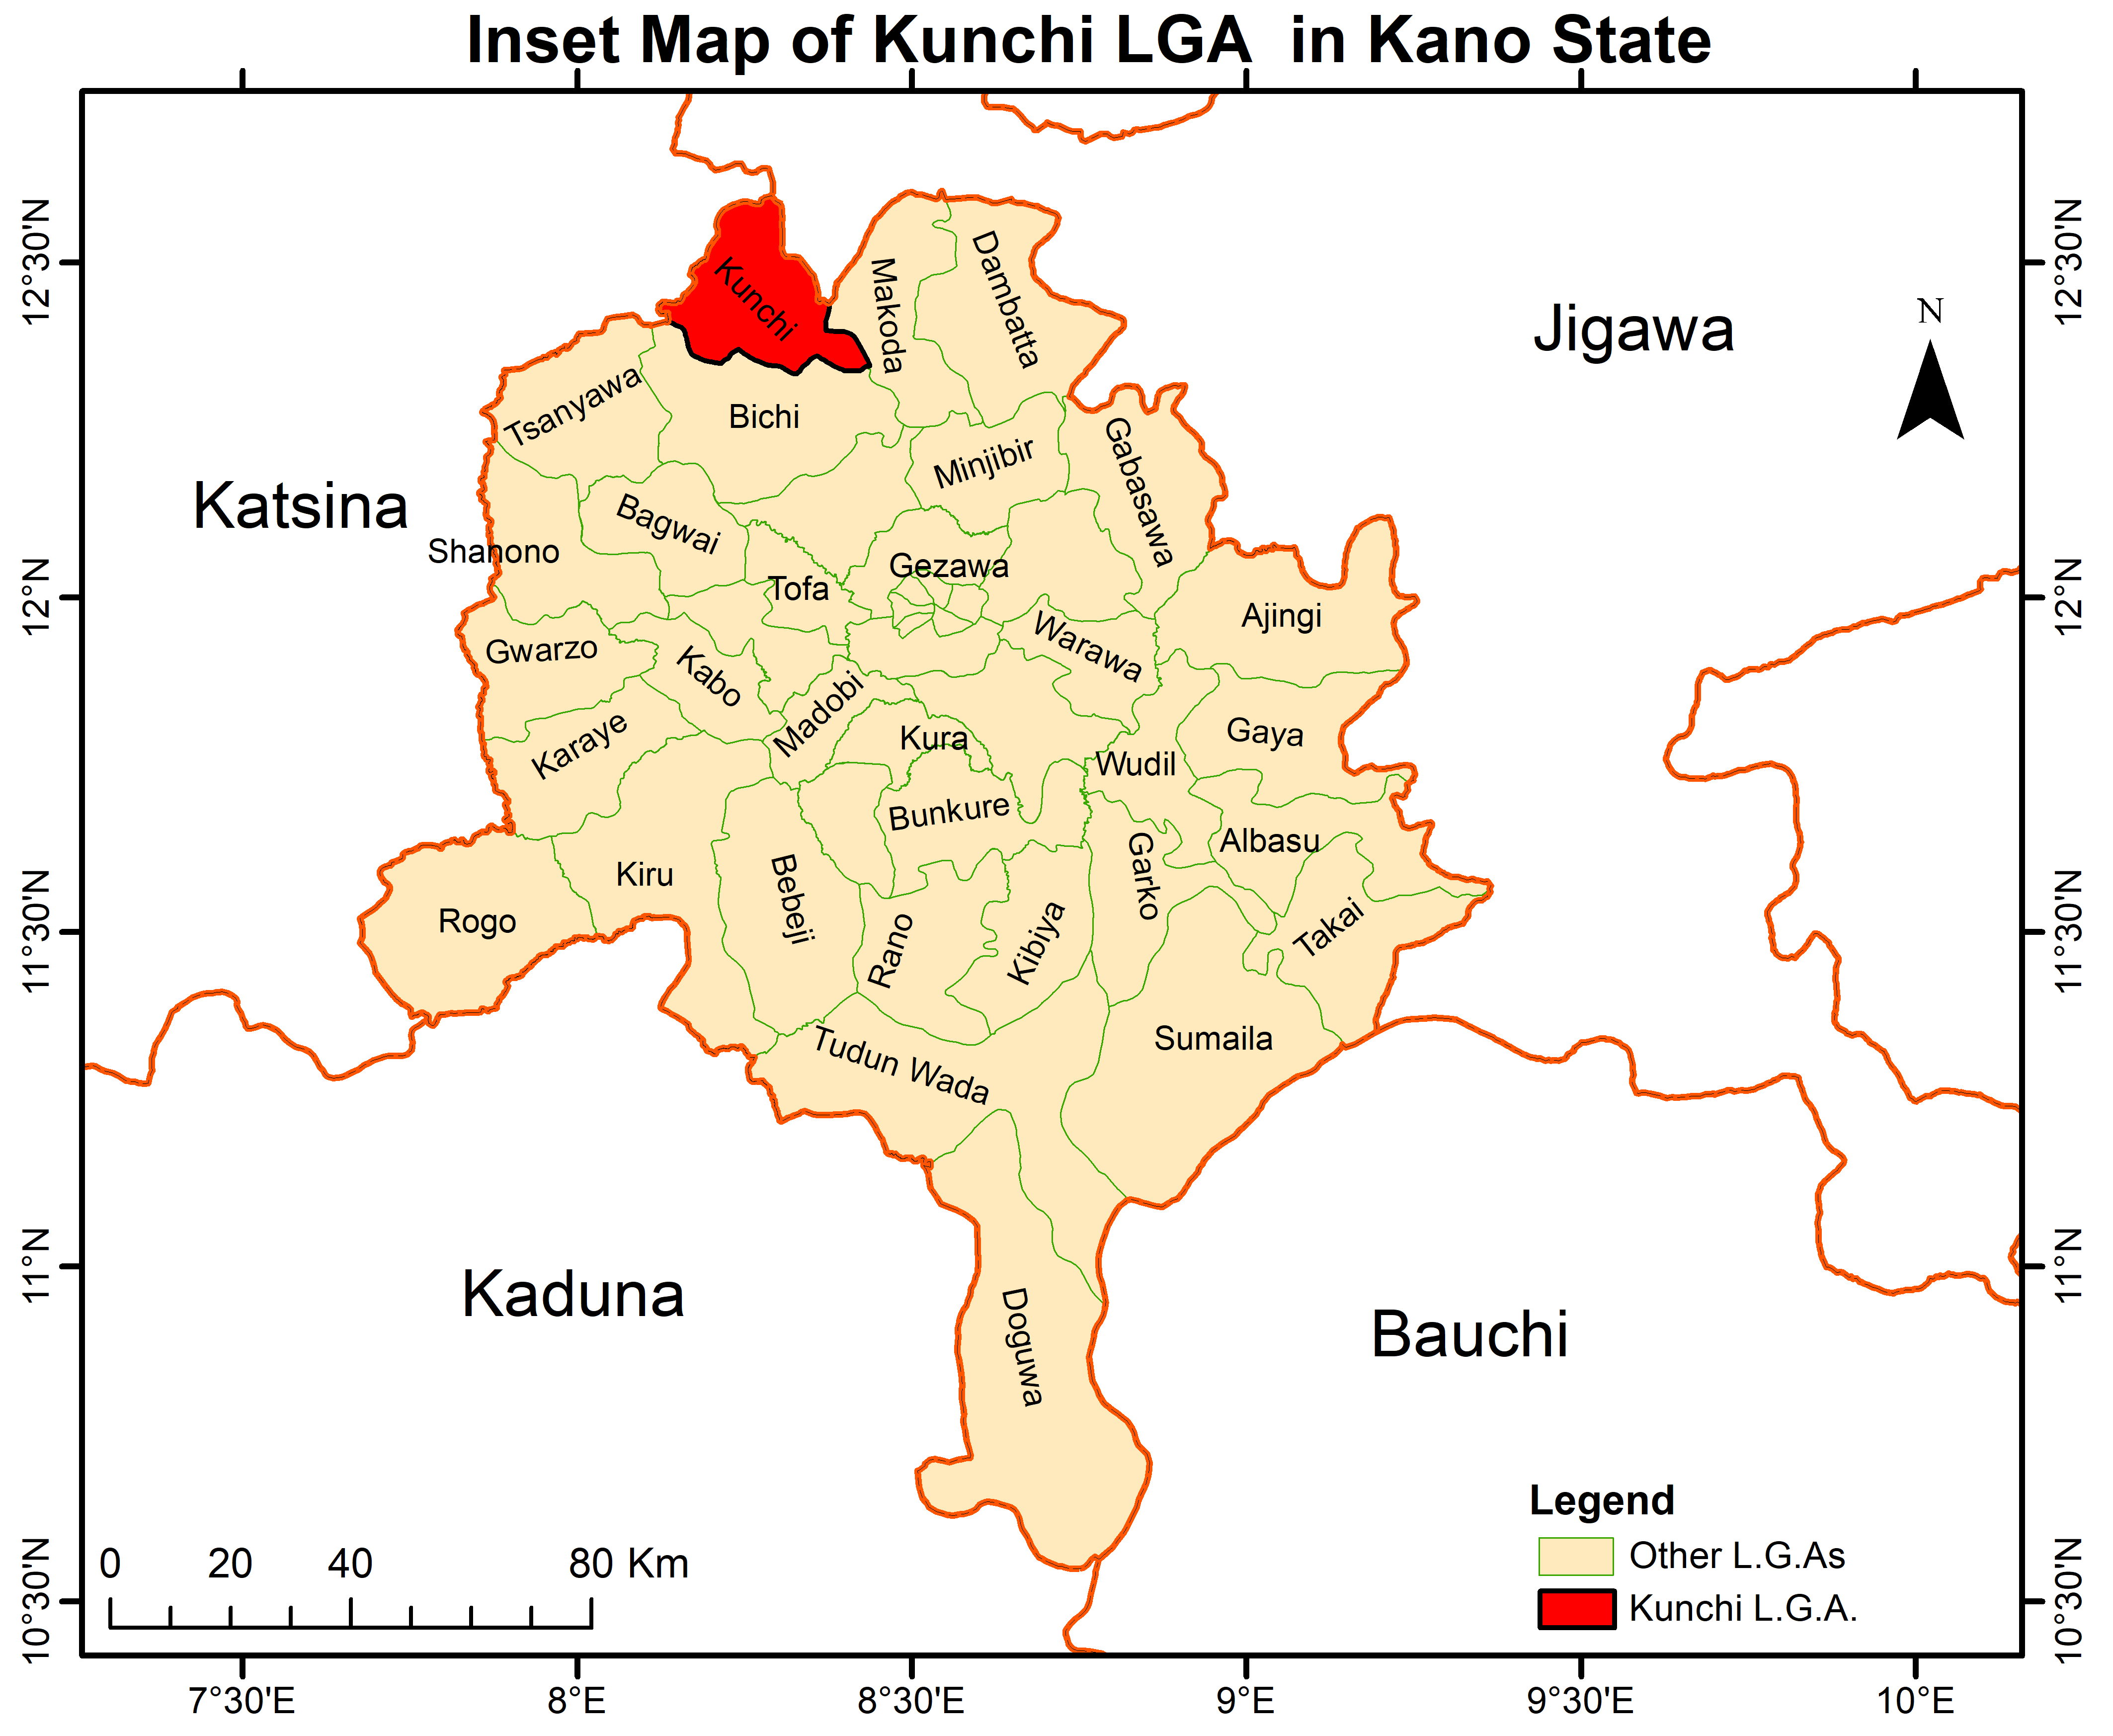 Inset Map of Kunchi LGA  in Kano State
12°30'N
12°N
11°30'N
11°N
10°30'N
12°30'N
12°N
11°30'N
11°N
10°30'N
N
Jigawa
Katsina
Kaduna
Bauchi
Kunchi
Makoda
Dambatta
Tsanyawa
Bichi
Minjibir
Gabasawa
Bagwai
Shanono
Gezawa
Tofa
Ajingi
Gwarzo
Kabo
Warawa
Madobi
Karaye
Kura
Gaya
Wudil
Bunkure
Albasu
Garko
Kiru
Bebeji
Rogo
Rano
Kibiya
Takai
Sumaila
Tudun Wada
Doguwa
Legend
Other L.G.As
Kunchi L.G.A.
0 20 40 80 Km
7°30'E 8°E 8°30'E 9°E 9°30'E 10°E